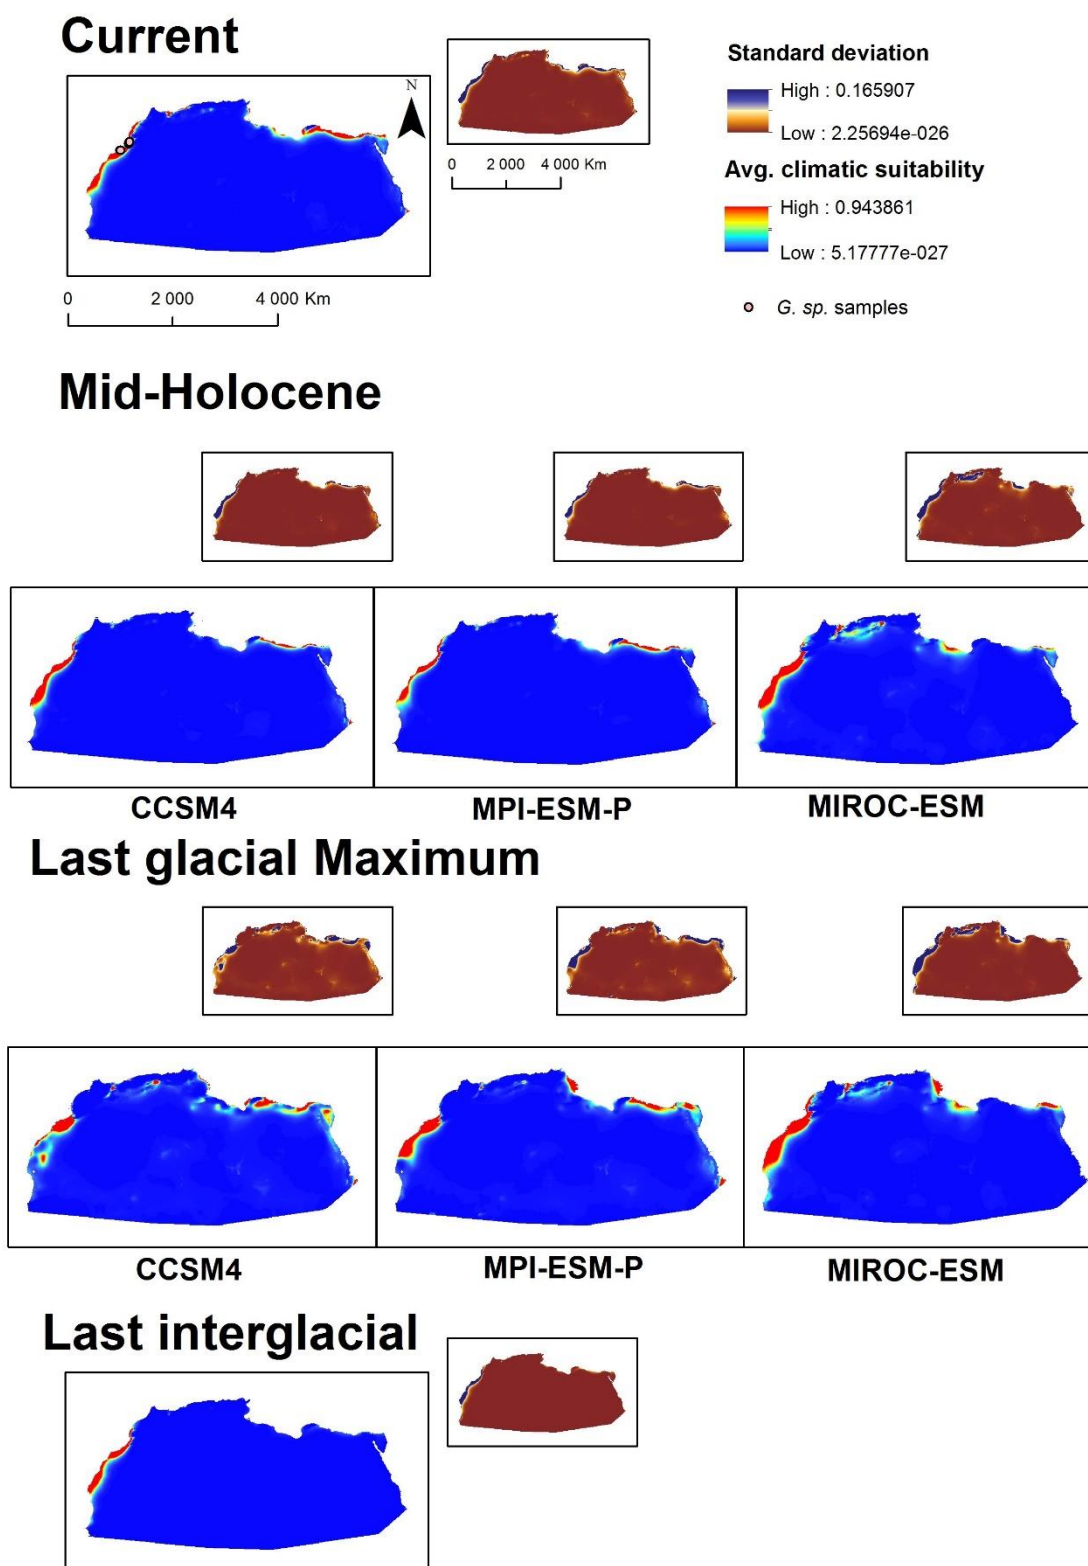 Current
N
0 2 000 4 000 Km
0 2 000 4 000 Km
Standard deviation
High : 0.165907
Low : 2.25694e-026
Avg. climatic suitability
High : 0.943861
Low : 5.17777e-027
G. sp. samples
Mid-Holocene
CCSM4 MPI-ESM-P MIROC-ESM
Last glacial Maximum
CCSM4 MPI-ESM-P MIROC-ESM
Last interglacial